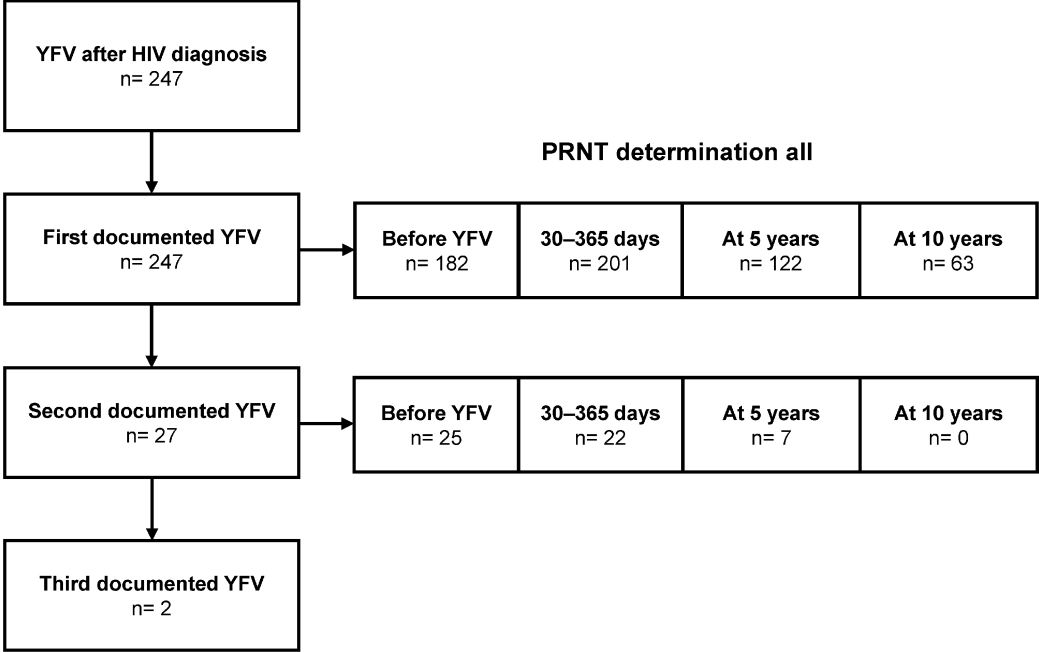 YFV after HIV diagnosis
n= 247
PRNT determination all
First documented YFV
n= 247
Before YFV
n= 182
30–365 days
n= 201
At 5 years
n= 122
At 10 years
n= 63
Second documented YFV
n= 27
Before YFV
n= 25
30–365 days
n= 22
At 5 years
n= 7
At 10 years
n= 0
Third documented YFV
n= 2